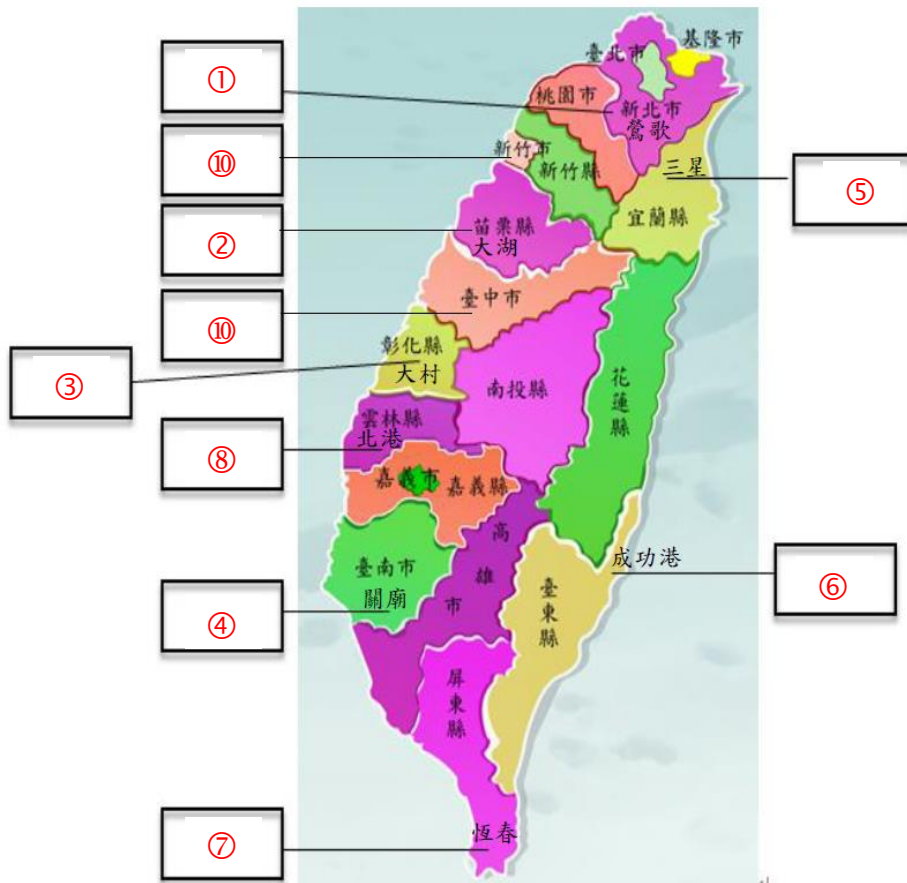 基隆市
臺北市
①
桃園市
新北市
鶯歌
⑩
新竹市
新竹縣
三星
⑤
宜蘭縣
②
苗栗縣
大湖
臺中市
⑩
彰化縣
大村
③
南投縣
花蓮縣
雲林縣
北港
⑧
嘉義市
嘉義縣
高雄市
成功港
⑥
臺南市
關廟
④
臺東縣
屏東縣
恆春
⑦